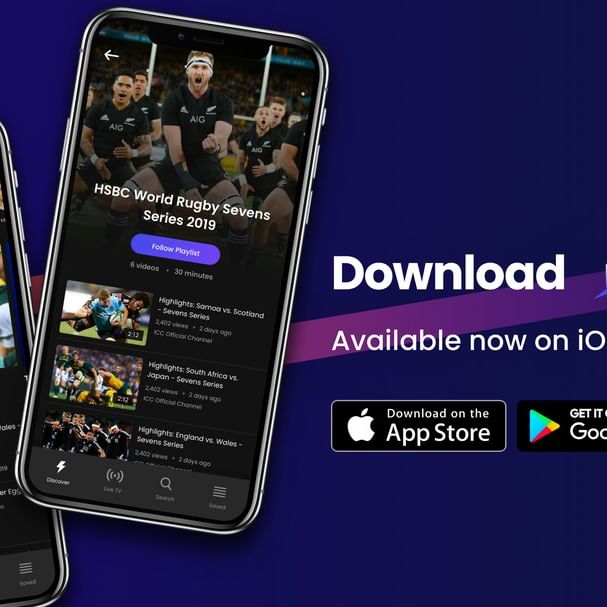 AIG
AIG
HSBC World Rugby Sevens
Series 2019
Follow Playlist
6 videos • 30 minutes
Highlights: Samoa vs. Scotland
- Sevens Series
2,402 views • 2 days ago
ICC Official Channel
2:12
Highlights: South Africa vs.
Japan - Sevens Series
2,402 views • 2 days ago
ICC Official Channel
2:12
Highlights: England vs. Wales -
Sevens Series
2,402 views • 2 days ago
ICC Official Channel
Discover
Live TV
Search
Saved
Saved
Download
Available now on iO
Download on the
App Store
GET IT
Goo